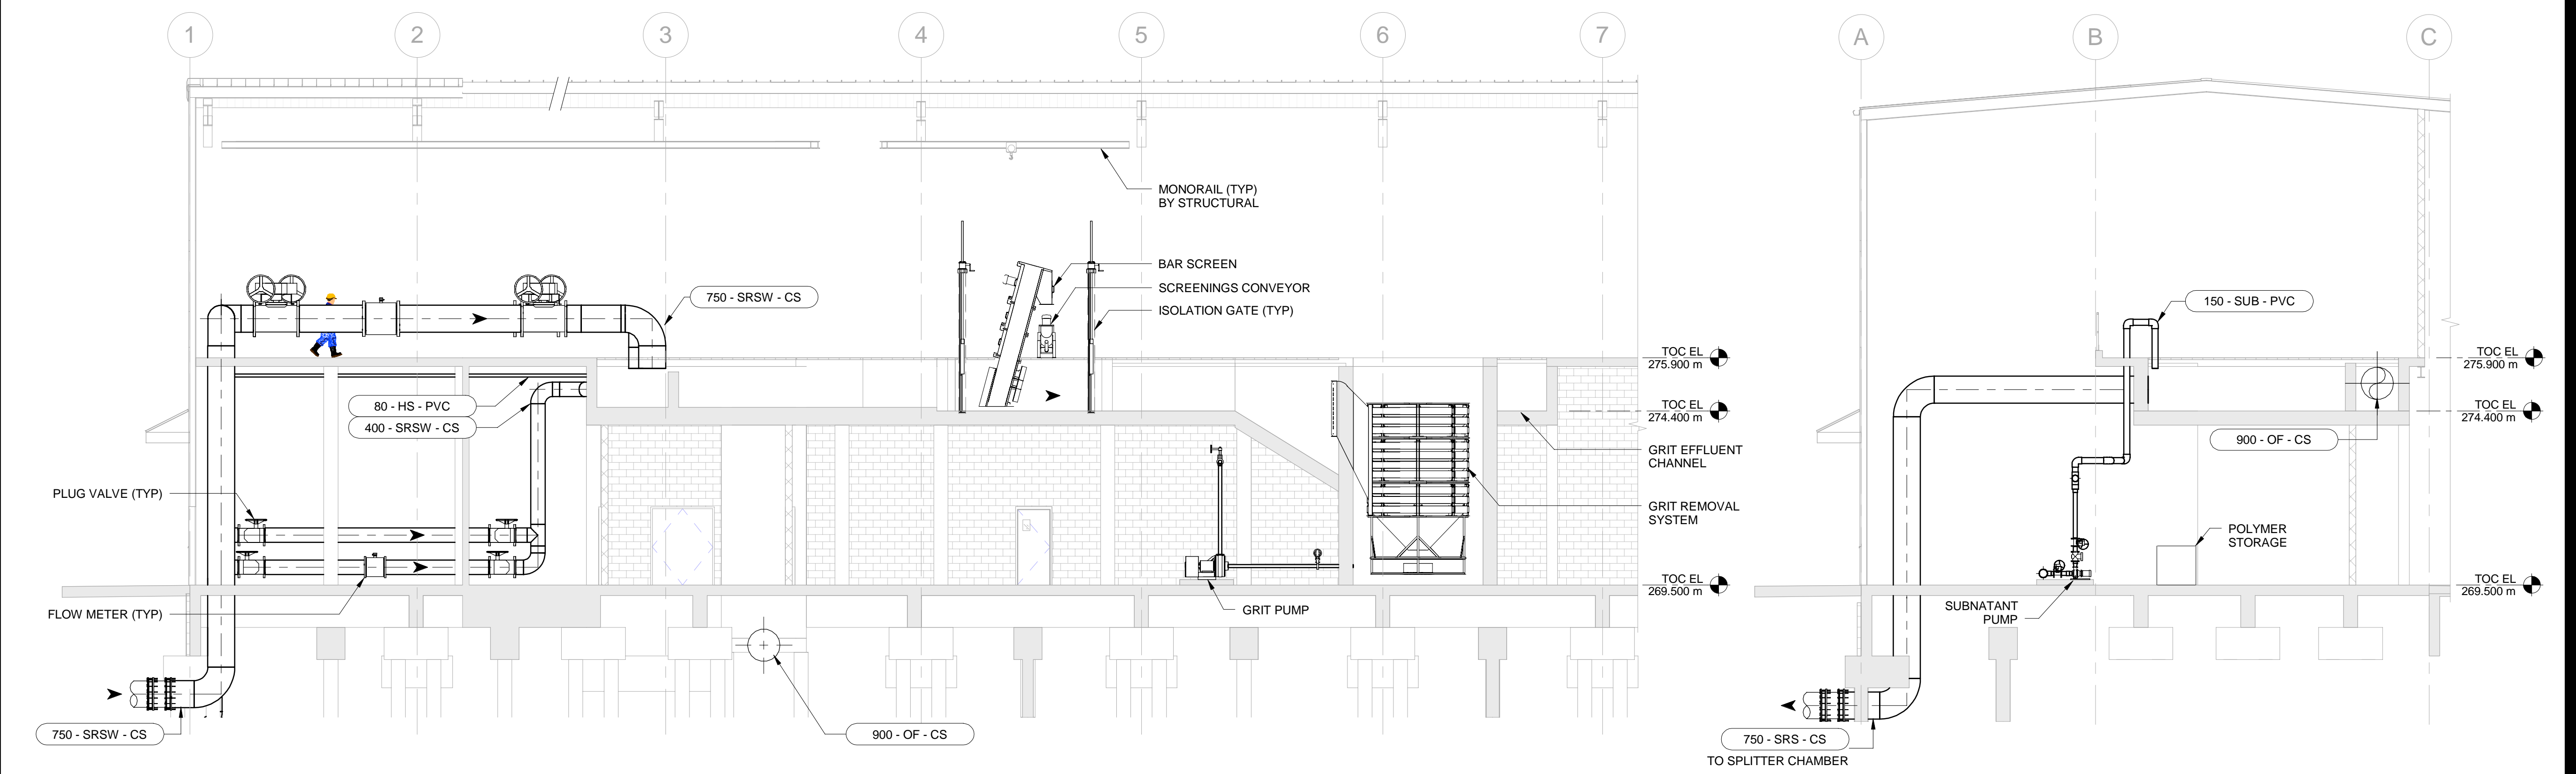 1
2
3
4
5
6
7
A
B
C
MONORAIL (TYP)
BY STRUCTURAL
BAR SCREEN
SCREENINGS CONVEYOR
ISOLATION GATE (TYP)
750 - SRSW - CS
80 - HS - PVC
400 - SRSW - CS
PLUG VALVE (TYP)
FLOW METER (TYP)
750 - SRSW - CS
900 - OF - CS
GRIT PUMP
TOC EL
275.900 m
TOC EL
274.400 m
GRIT EFFLUENT
CHANNEL
GRIT REMOVAL
SYSTEM
TOC EL
269.500 m
150 - SUB - PVC
900 - OF - CS
POLYMER
STORAGE
SUBNATANT
PUMP
750 - SRS - CS
TO SPLITTER CHAMBER
TOC EL
275.900 m
TOC EL
274.400 m
TOC EL
269.500 m